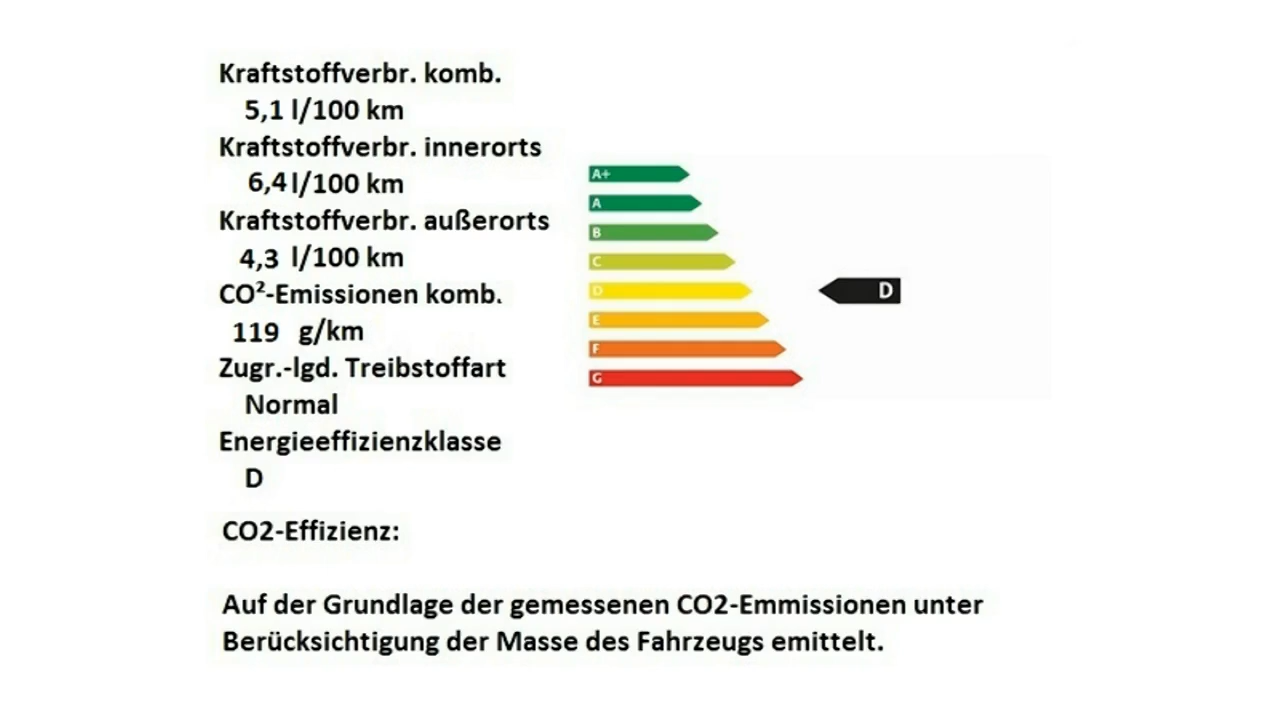 Kraftstoffverbr. komb.
5,1 l/100 km
Kraftstoffverbr. innerorts
6,4 l/100 km
Kraftstoffverbr. außerorts
4,3 l/100 km
CO²-Emissionen komb.
119 g/km
Zugr.-lgd. Treibstoffart
Normal
Energieeffizienzklasse
D
A+
A
B
C
D
E
F
G
D
CO2-Effizienz:
Auf der Grundlage der gemessenen CO2-Emmissionen unter
Berücksichtigung der Masse des Fahrzeugs emittelt.